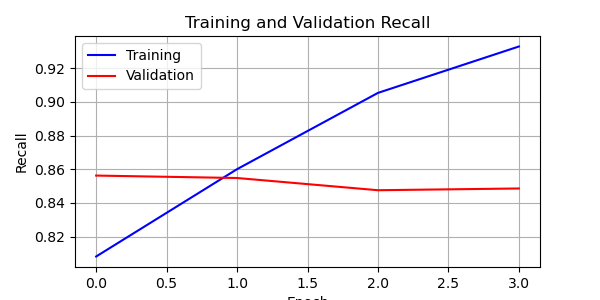 Training and Validation Recall
Training
Validation
Recall
0.92
0.90
0.88
0.86
0.84
0.82
0.0 0.5 1.0 1.5 2.0 2.5 3.0
Epoch